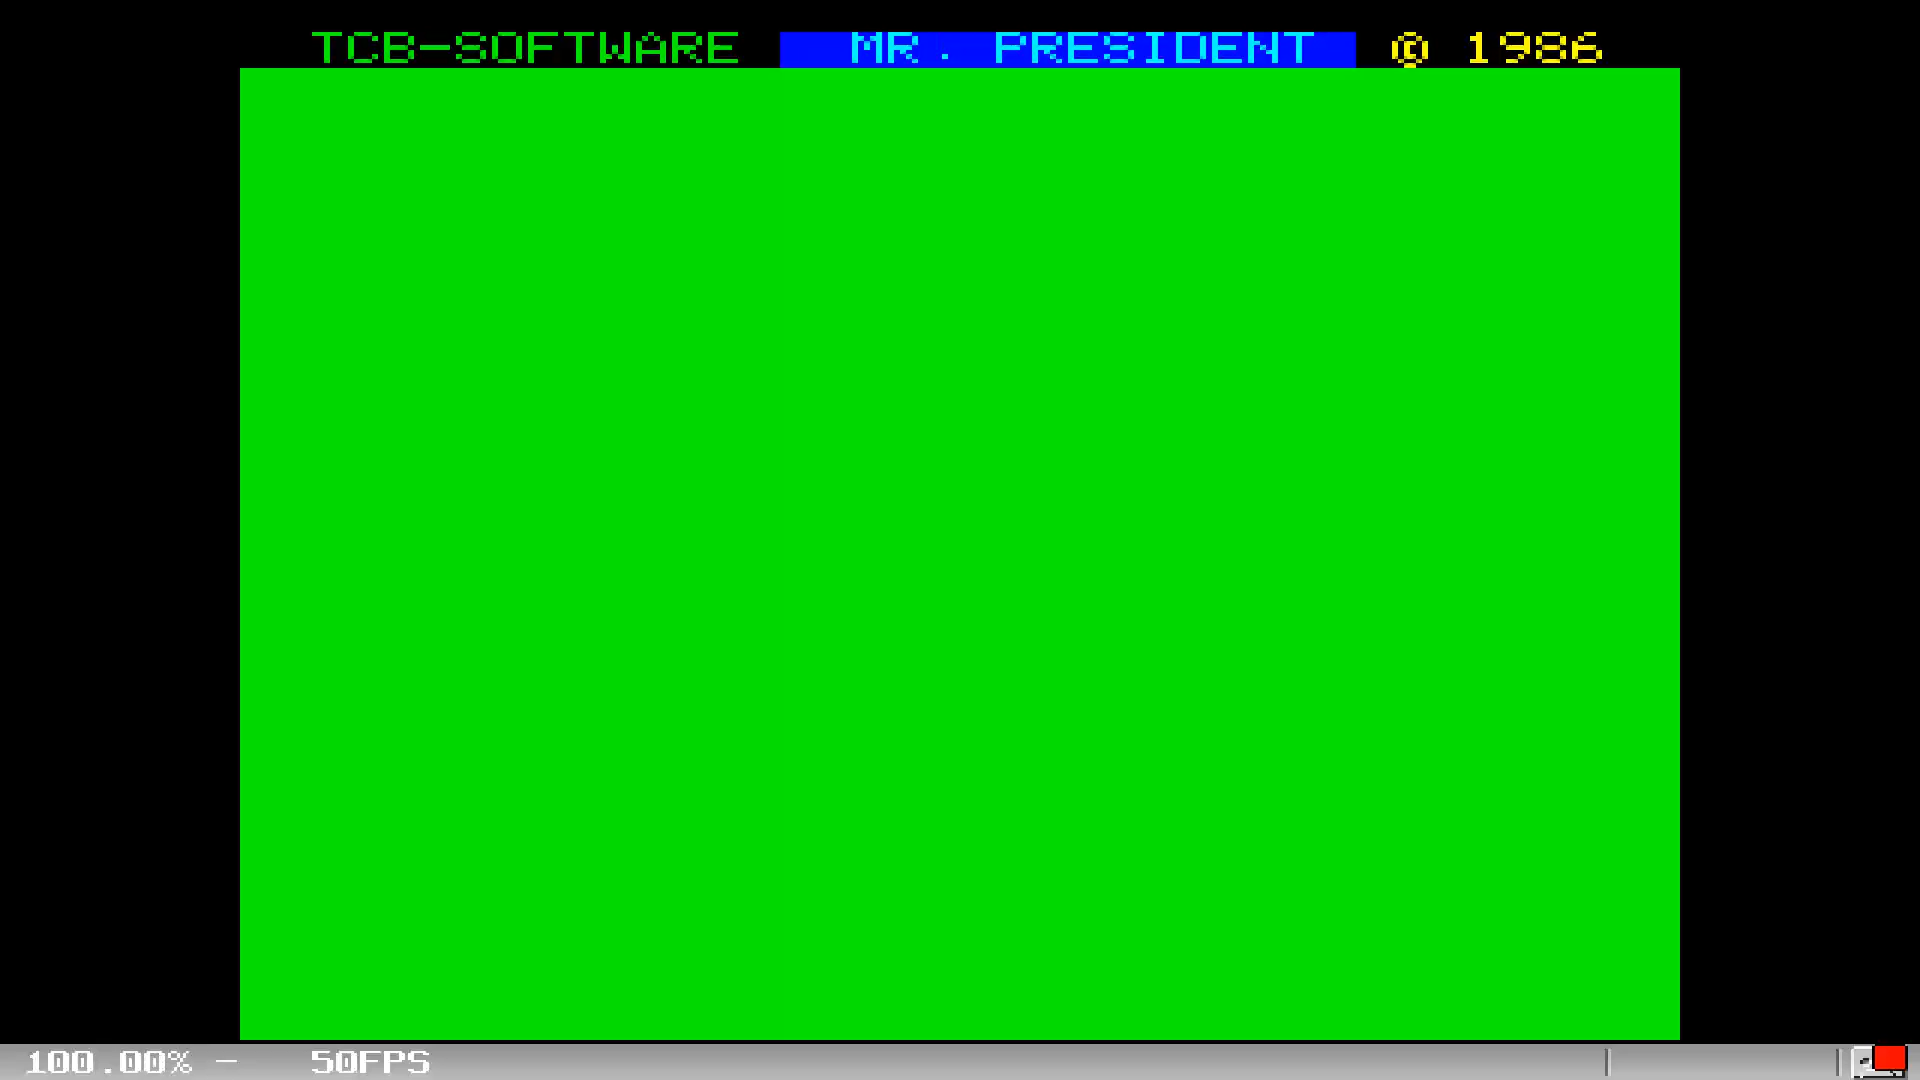 TCB-SOFTWARE MR. PRESIDENT © 1986
100.00% - 50FPS